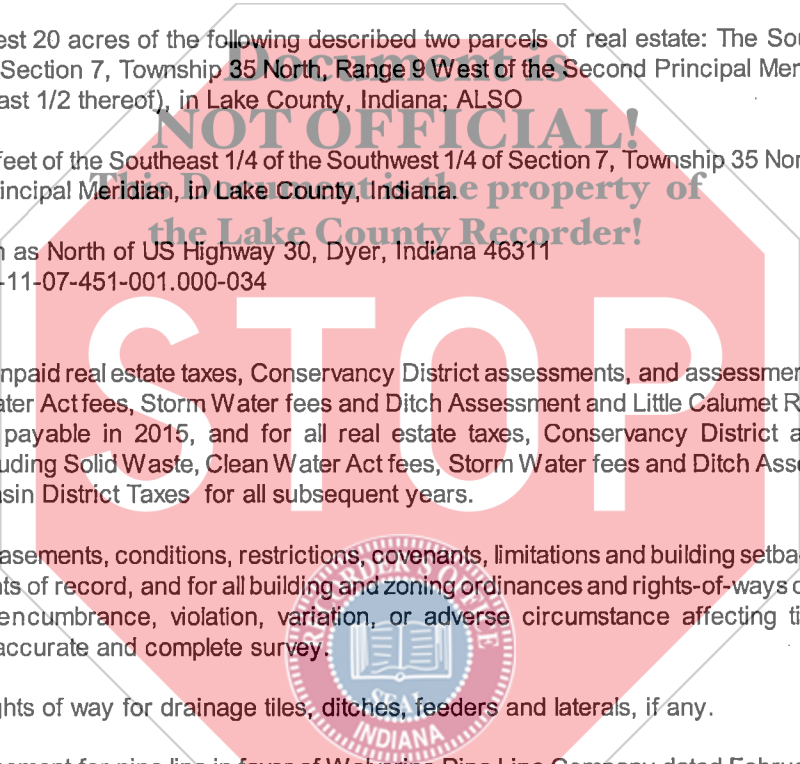 est 20 acres of the following described two parcels of real estate: The Sou
Section 7, Township 35 North, Range 9 West of the Second Principal Mer
ast 1/2 thereof), in Lake County, Indiana; ALSO
feet of the Southeast 1/4 of the Southwest 1/4 of Section 7, Township 35 Nor
incipal Meridian, in Lake County, Indiana.
n as North of US Highway 30, Dyer, Indiana 46311
-11-07-451-001.000-034
npaid real estate taxes, Conservancy District assessments, and assessmen
ater Act fees, Storm Water fees and Ditch Assessment and Little Calumet R
payable in 2015, and for all real estate taxes, Conservancy District a
uding Solid Waste, Clean Water Act fees, Storm Water fees and Ditch Asse
sin District Taxes for all subsequent years.
asements, conditions, restrictions, covenants, limitations and building setba
ts of record, and for all building and zoning ordinances and rights-of-ways o
encumbrance, violation, variation, or adverse circumstance affecting ti
accurate and complete survey.
ghts of way for drainage tiles, ditches, feeders and laterals, if any.
Document is
NOT OFFICIAL!
This Document is the property of
the Lake County Recorder!
STOP
RECORDER'S OFFICE
SEAL
INDIANA